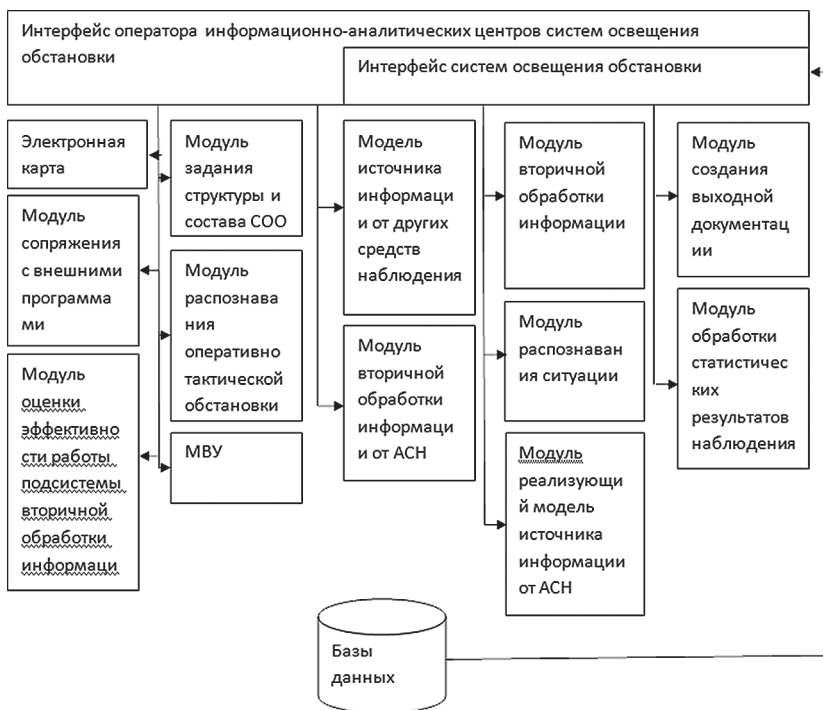 Интерфейс оператора информационно-аналитических центров систем освещения
обстановки
Интерфейс систем освещения обстановки
Электронная
карта
Модуль
сопряжения
с внешними
программа
ми
Модуль
оценки
эффективно
сти работы
подсистемы
вторичной
обработки
информаци
Модуль
задания
структуры и
состава СОО
Модуль
распознава
ния
оперативно
тактической
обстановки
МВУ
Модель
источника
информаци
и от других
средств
наблюдения
Модуль
вторичной
обработки
информаци
и от АСН
Модуль
вторичной
обработки
информации
Модуль
распознаван
ия ситуации
Модуль
реализующи
й модель
источника
информации
от АСН
Модуль
создания
выходной
документац
ии
Модуль
обработки
статистичес
ких
результатов
наблюдения
Базы
данных